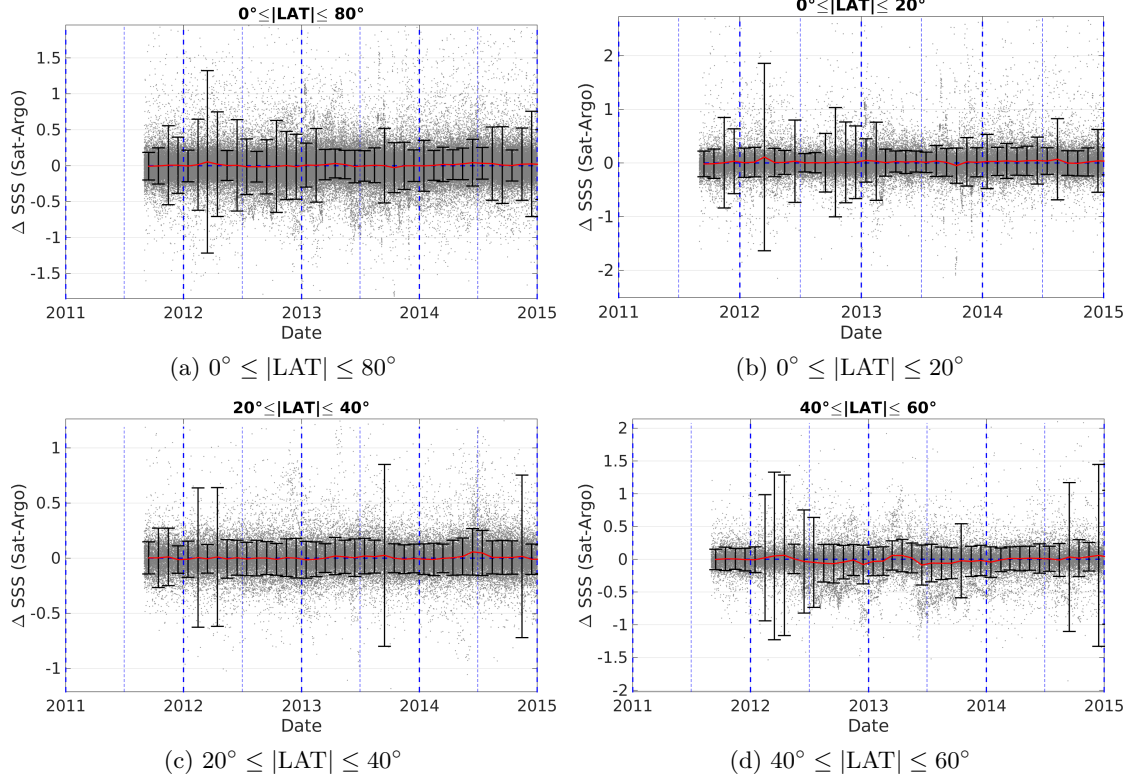 0°≤|LAT|≤ 80°
Δ SSS (Sat-Argo)
1.5
1
0.5
0
-0.5
-1
-1.5
2011 2012 2013 2014 2015
Date
(a) 0° ≤ |LAT| ≤ 80°
0°≤|LAT|≤ 20°
Δ SSS (Sat-Argo)
2
1
0
-1
-2
2011 2012 2013 2014 2015
Date
(b) 0° ≤ |LAT| ≤ 20°
20°≤|LAT|≤ 40°
Δ SSS (Sat-Argo)
1
0.5
0
-0.5
-1
2011 2012 2013 2014 2015
Date
(c) 20° ≤ |LAT| ≤ 40°
40°≤|LAT|≤ 60°
Δ SSS (Sat-Argo)
2
1.5
1
0.5
0
-0.5
-1
-1.5
-2
2011 2012 2013 2014 2015
Date
(d) 40° ≤ |LAT| ≤ 60°